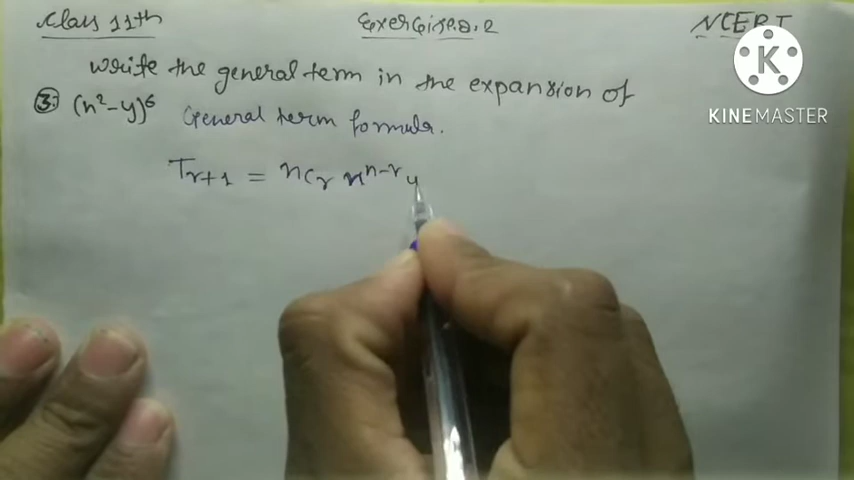 Class 11th Exercise 8.2 NCERT
Write the general term in the expansion of
3. (x²-y)⁶ General term formula.
Tr+1 = nCr xⁿ⁻ʳ y
K
KINEMASTER